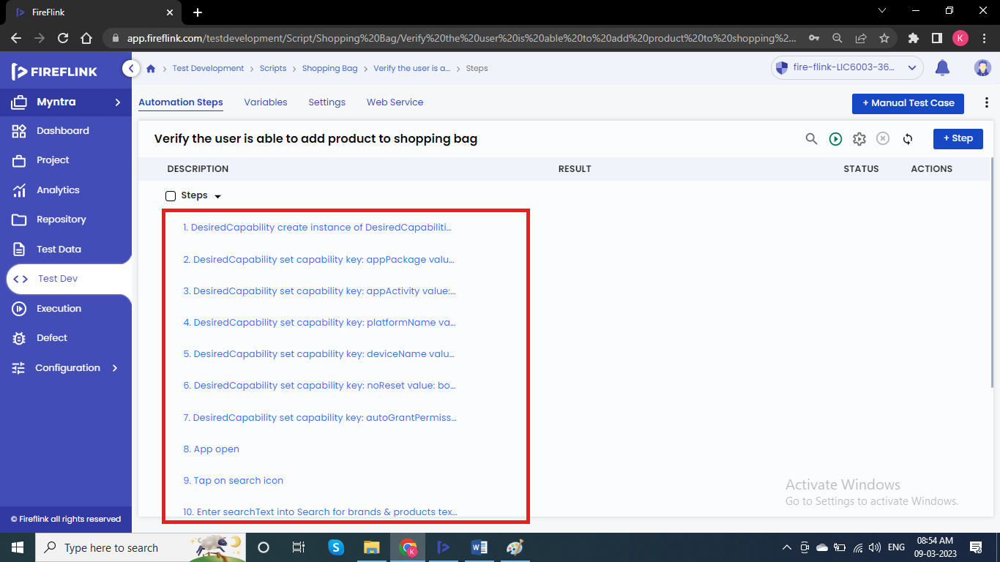 FireFlink
app.fireflink.com/testdevelopment/Script/Shopping%20Bag/Verify%20the%20user%20is%20able%20to%20add%20product%20to%20shopping%2...
K
FIREFLINK
Test Development
Scripts
Shopping Bag
Verify the user is a...
Steps
fire-flink-LIC6003-36...
Myntra
Dashboard
Project
Analytics
Repository
Test Data
Test Dev
Execution
Defect
Configuration
© Fireflink all rights reserved
Automation Steps
Variables
Settings
Web Service
+ Manual Test Case
Verify the user is able to add product to shopping bag
+ Step
DESCRIPTION
RESULT
STATUS
ACTIONS
Steps
1. DesiredCapability create instance of DesiredCapabiliti...
2. DesiredCapability set capability key: appPackage valu...
3. DesiredCapability set capability key: appActivity value:...
4. DesiredCapability set capability key: platformName va...
5. DesiredCapability set capability key: deviceName valu...
6. DesiredCapability set capability key: noReset value: bo...
7. DesiredCapability set capability key: autoGrantPermiss...
8. App open
9. Tap on search icon
10. Enter searchText into Search for brands & products tex...
Activate Windows
Go to Settings to activate Windows.
Type here to search
ENG
08:54 AM
09-03-2023